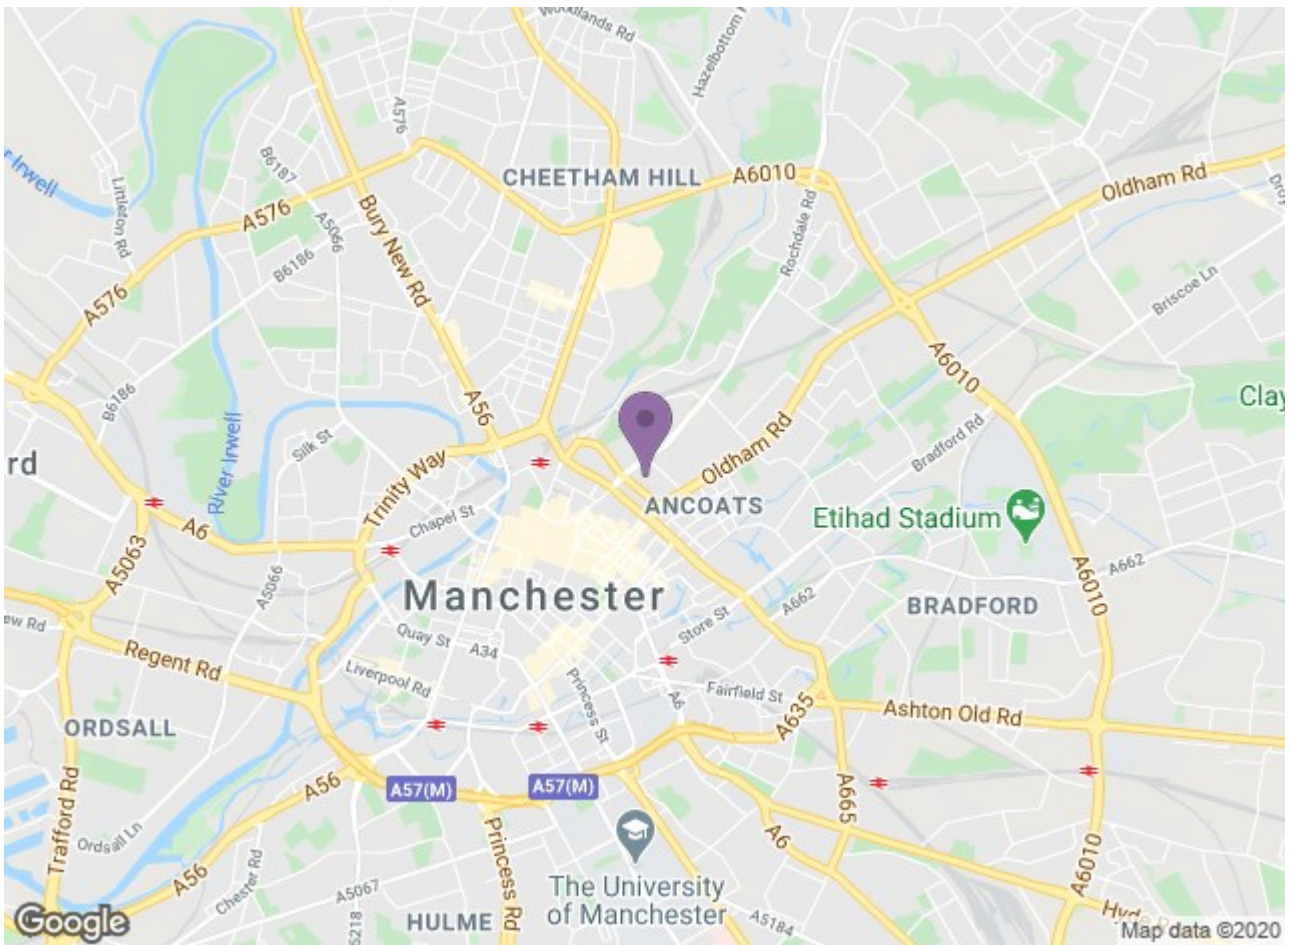 Woodlands Rd
Hazelbottom
A576
B6187
CHEETHAM HILL
A6010
Oldham Rd
r Irwell
Littleton Rd
A576
A5066
Bury New Rd
Rochdale Rd
Droy
B6186
Briscoe Ln
A576
A6010
B6186
A56
Clay
River Irwell
Silk St
Oldham Rd
Bradford Rd
rd
Trinity Way
Chapel St
ANCOATS
Etihad Stadium
A6
A5063
A5066
A6010
A662
Manchester
A662
BRADFORD
ew Rd
Quay St
A34
Store St
Regent Rd
Liverpool Rd
Princess St
A6
Fairfield St
A635
Ashton Old Rd
ORDSALL
A56
A57(M)
A57(M)
A665
Trafford Rd
Ordsall Ln
Princess Rd
A6
A6010
A56
Chester Rd
A5067
The University
of Manchester
A5184
Google
5218
HULME
Hyde
Map data ©2020